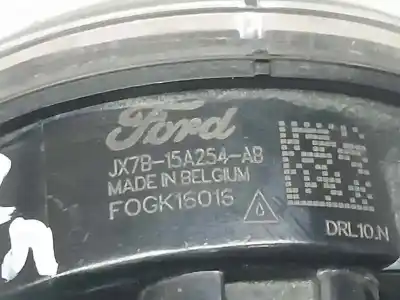 Ford
JX7B-15A254-AB
MADE IN BELGIUM
FOGK16016
DRL10.N